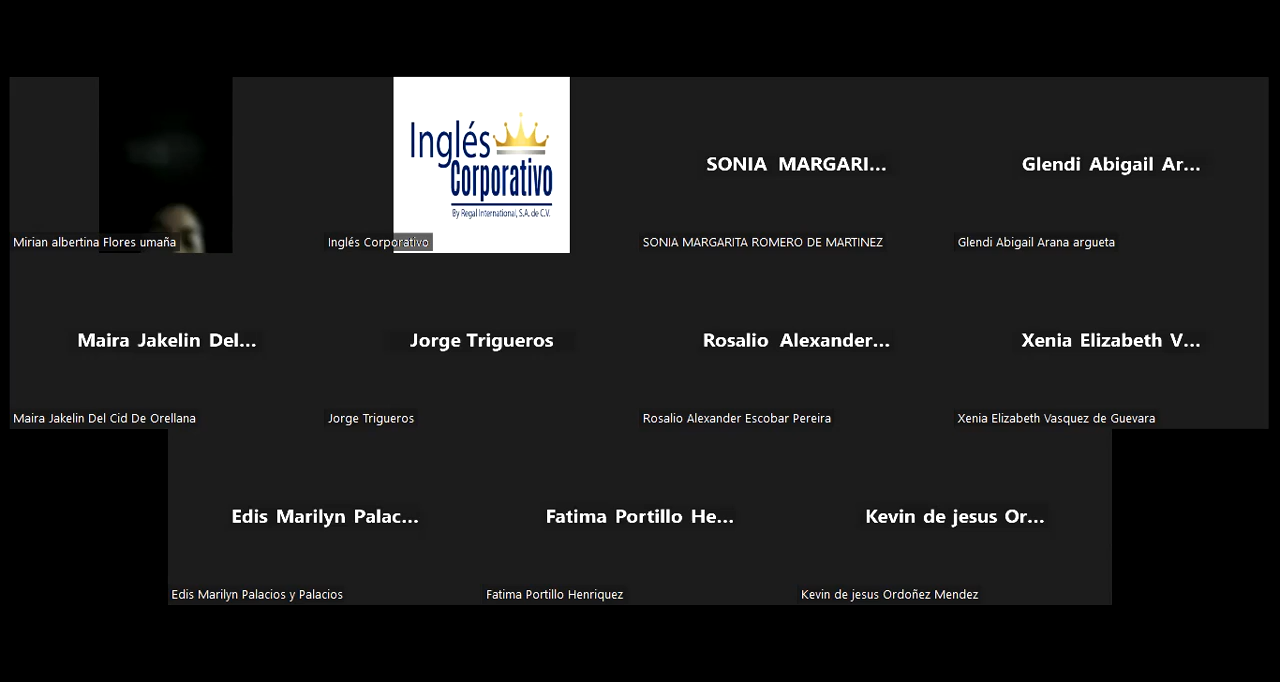 Inglés
Corporativo
By Regal International, S.A. de C.V.
SONIA MARGARI...
Glendi Abigail Ar...
Mirian albertina Flores umaña
Inglés Corporativo
SONIA MARGARITA ROMERO DE MARTINEZ
Glendi Abigail Arana argueta
Maira Jakelin Del...
Jorge Trigueros
Rosalio Alexander...
Xenia Elizabeth V...
Maira Jakelin Del Cid De Orellana
Jorge Trigueros
Rosalio Alexander Escobar Pereira
Xenia Elizabeth Vasquez de Guevara
Edis Marilyn Palac...
Fatima Portillo He...
Kevin de jesus Or...
Edis Marilyn Palacios y Palacios
Fatima Portillo Henriquez
Kevin de jesus Ordoñez Mendez